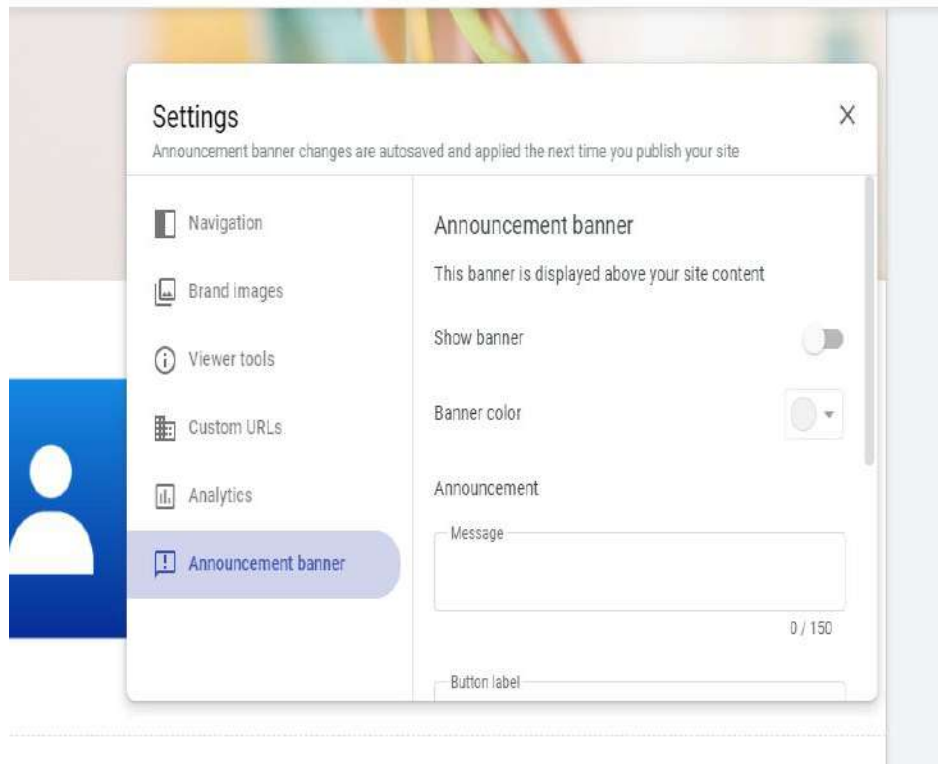 Settings
Announcement banner changes are autosaved and applied the next time you publish your site
Navigation
Brand images
Viewer tools
Custom URLs
Analytics
Announcement banner
Announcement banner
This banner is displayed above your site content
Show banner
Banner color
Announcement
Message
0 / 150
Button label